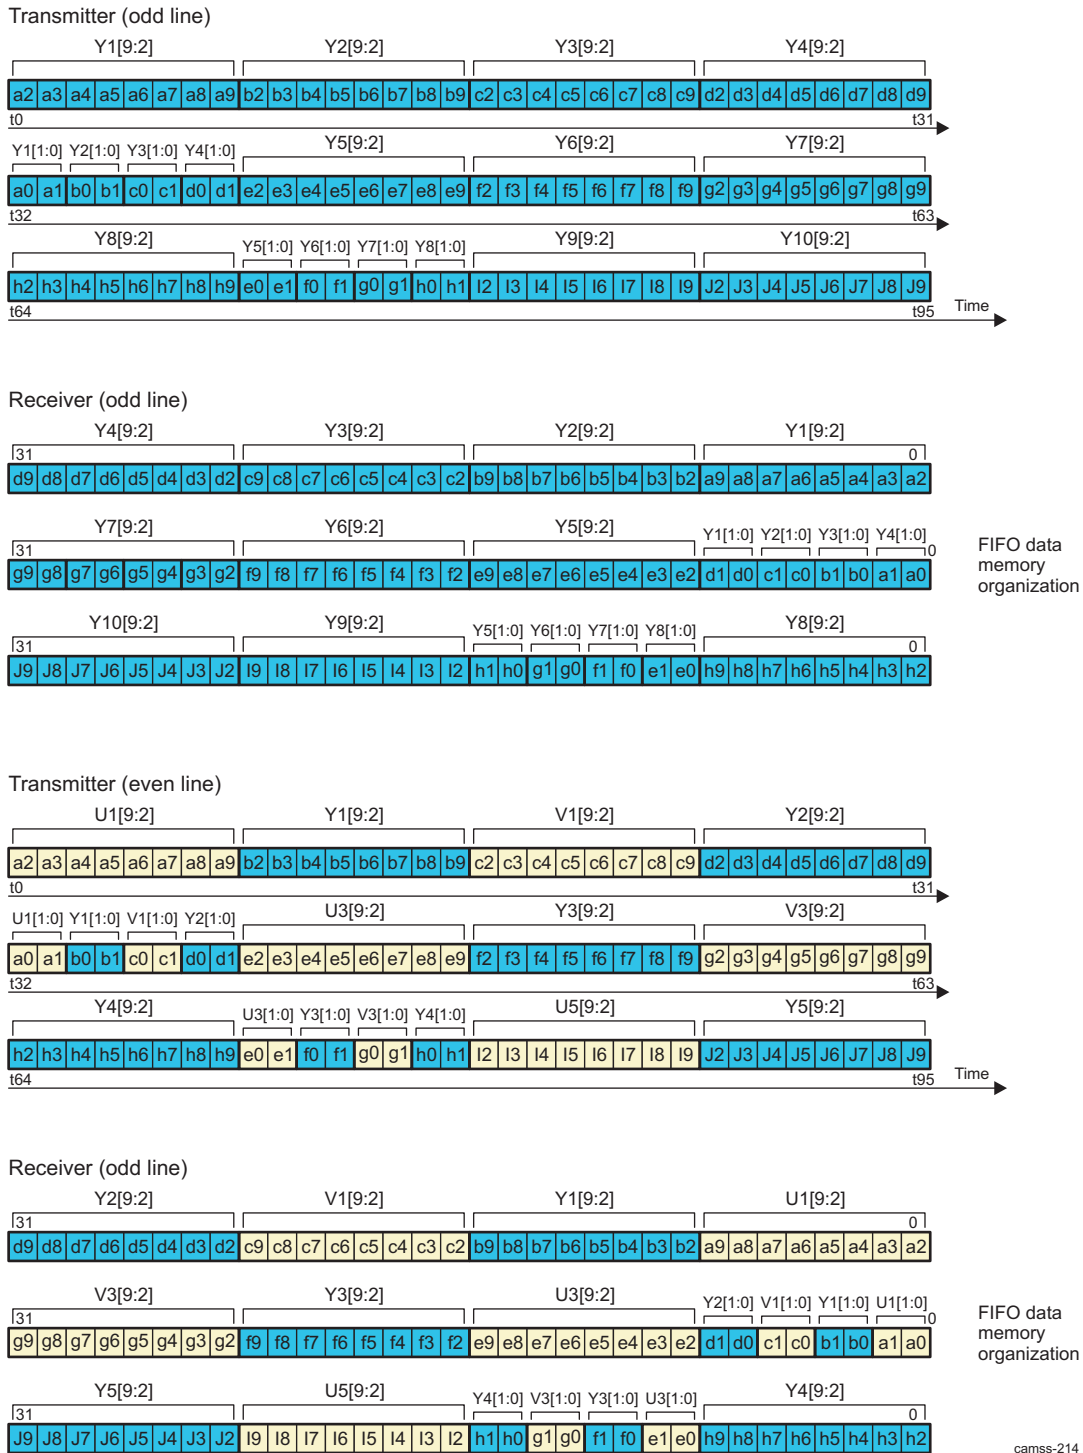 Transmitter (odd line)
Y1[9:2] Y2[9:2] Y3[9:2] Y4[9:2]
a2 a3 a4 a5 a6 a7 a8 a9 b2 b3 b4 b5 b6 b7 b8 b9 c2 c3 c4 c5 c6 c7 c8 c9 d2 d3 d4 d5 d6 d7 d8 d9
t0 t31
Y1[1:0] Y2[1:0] Y3[1:0] Y4[1:0] Y5[9:2] Y6[9:2] Y7[9:2]
a0 a1 b0 b1 c0 c1 d0 d1 e2 e3 e4 e5 e6 e7 e8 e9 f2 f3 f4 f5 f6 f7 f8 f9 g2 g3 g4 g5 g6 g7 g8 g9
t32 t63
Y8[9:2] Y5[1:0] Y6[1:0] Y7[1:0] Y8[1:0] Y9[9:2] Y10[9:2]
h2 h3 h4 h5 h6 h7 h8 h9 e0 e1 f0 f1 g0 g1 h0 h1 I2 I3 I4 I5 I6 I7 I8 I9 J2 J3 J4 J5 J6 J7 J8 J9
t64 t95 Time
Receiver (odd line)
Y4[9:2] Y3[9:2] Y2[9:2] Y1[9:2]
31 0
d9 d8 d7 d6 d5 d4 d3 d2 c9 c8 c7 c6 c5 c4 c3 c2 b9 b8 b7 b6 b5 b4 b3 b2 a9 a8 a7 a6 a5 a4 a3 a2
Y7[9:2] Y6[9:2] Y5[9:2] Y1[1:0] Y2[1:0] Y3[1:0] Y4[1:0]
31 0
g9 g8 g7 g6 g5 g4 g3 g2 f9 f8 f7 f6 f5 f4 f3 f2 e9 e8 e7 e6 e5 e4 e3 e2 d1 d0 c1 c0 b1 b0 a1 a0
FIFO data
memory
organization
Y10[9:2] Y9[9:2] Y5[1:0] Y6[1:0] Y7[1:0] Y8[1:0] Y8[9:2]
31 0
J9 J8 J7 J6 J5 J4 J3 J2 I9 I8 I7 I6 I5 I4 I3 I2 h1 h0 g1 g0 f1 f0 e1 e0 h9 h8 h7 h6 h5 h4 h3 h2
Transmitter (even line)
U1[9:2] Y1[9:2] V1[9:2] Y2[9:2]
a2 a3 a4 a5 a6 a7 a8 a9 b2 b3 b4 b5 b6 b7 b8 b9 c2 c3 c4 c5 c6 c7 c8 c9 d2 d3 d4 d5 d6 d7 d8 d9
t0 t31
U1[1:0] Y1[1:0] V1[1:0] Y2[1:0] U3[9:2] Y3[9:2] V3[9:2]
a0 a1 b0 b1 c0 c1 d0 d1 e2 e3 e4 e5 e6 e7 e8 e9 f2 f3 f4 f5 f6 f7 f8 f9 g2 g3 g4 g5 g6 g7 g8 g9
t32 t63
Y4[9:2] U3[1:0] Y3[1:0] V3[1:0] Y4[1:0] U5[9:2] Y5[9:2]
h2 h3 h4 h5 h6 h7 h8 h9 e0 e1 f0 f1 g0 g1 h0 h1 I2 I3 I4 I5 I6 I7 I8 I9 J2 J3 J4 J5 J6 J7 J8 J9
t64 t95 Time
Receiver (odd line)
Y2[9:2] V1[9:2] Y1[9:2] U1[9:2]
31 0
d9 d8 d7 d6 d5 d4 d3 d2 c9 c8 c7 c6 c5 c4 c3 c2 b9 b8 b7 b6 b5 b4 b3 b2 a9 a8 a7 a6 a5 a4 a3 a2
V3[9:2] Y3[9:2] U3[9:2] Y2[1:0] V1[1:0] Y1[1:0] U1[1:0]
31 0
g9 g8 g7 g6 g5 g4 g3 g2 f9 f8 f7 f6 f5 f4 f3 f2 e9 e8 e7 e6 e5 e4 e3 e2 d1 d0 c1 c0 b1 b0 a1 a0
FIFO data
memory
organization
Y5[9:2] U5[9:2] Y4[1:0] V3[1:0] Y3[1:0] U3[1:0] Y4[9:2]
31 0
J9 J8 J7 J6 J5 J4 J3 J2 I9 I8 I7 I6 I5 I4 I3 I2 h1 h0 g1 g0 f1 f0 e1 e0 h9 h8 h7 h6 h5 h4 h3 h2
camss-214